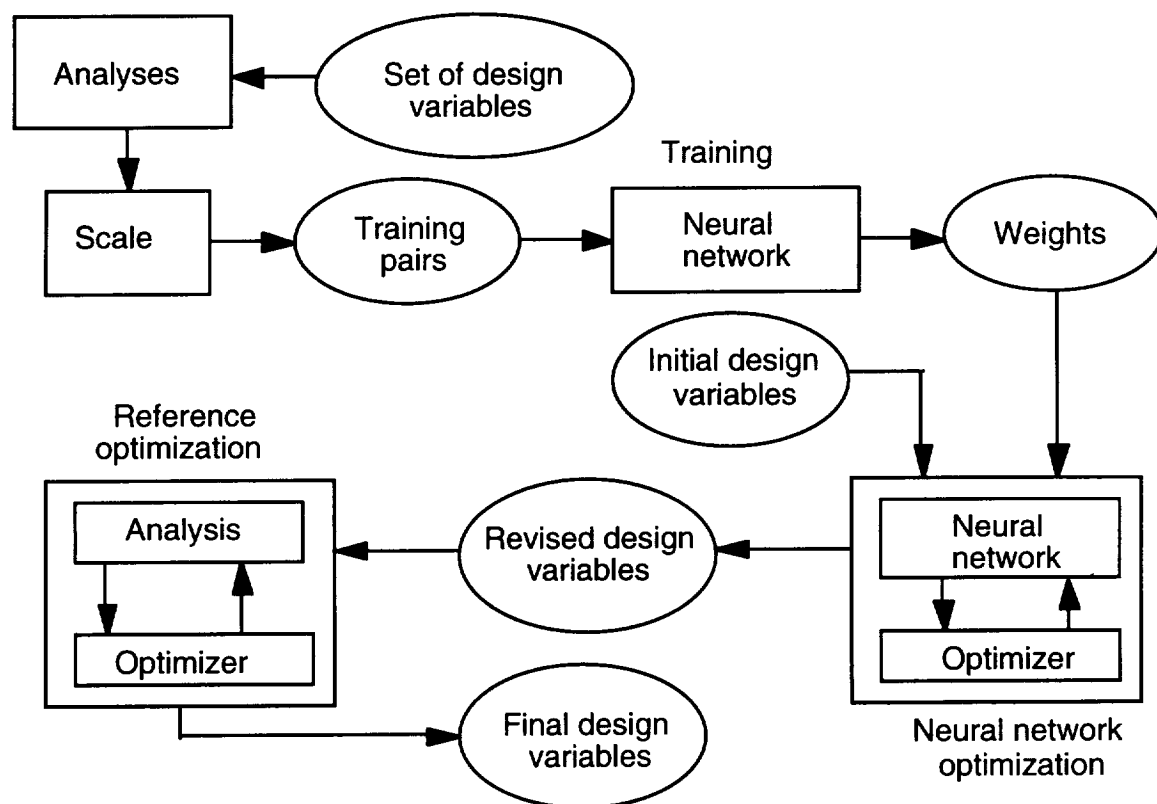 Analyses
Set of design
variables
Training
Scale
Training
pairs
Neural
network
Weights
Initial design
variables
Reference
optimization
Analysis
Optimizer
Revised design
variables
Neural
network
Optimizer
Final design
variables
Neural network
optimization